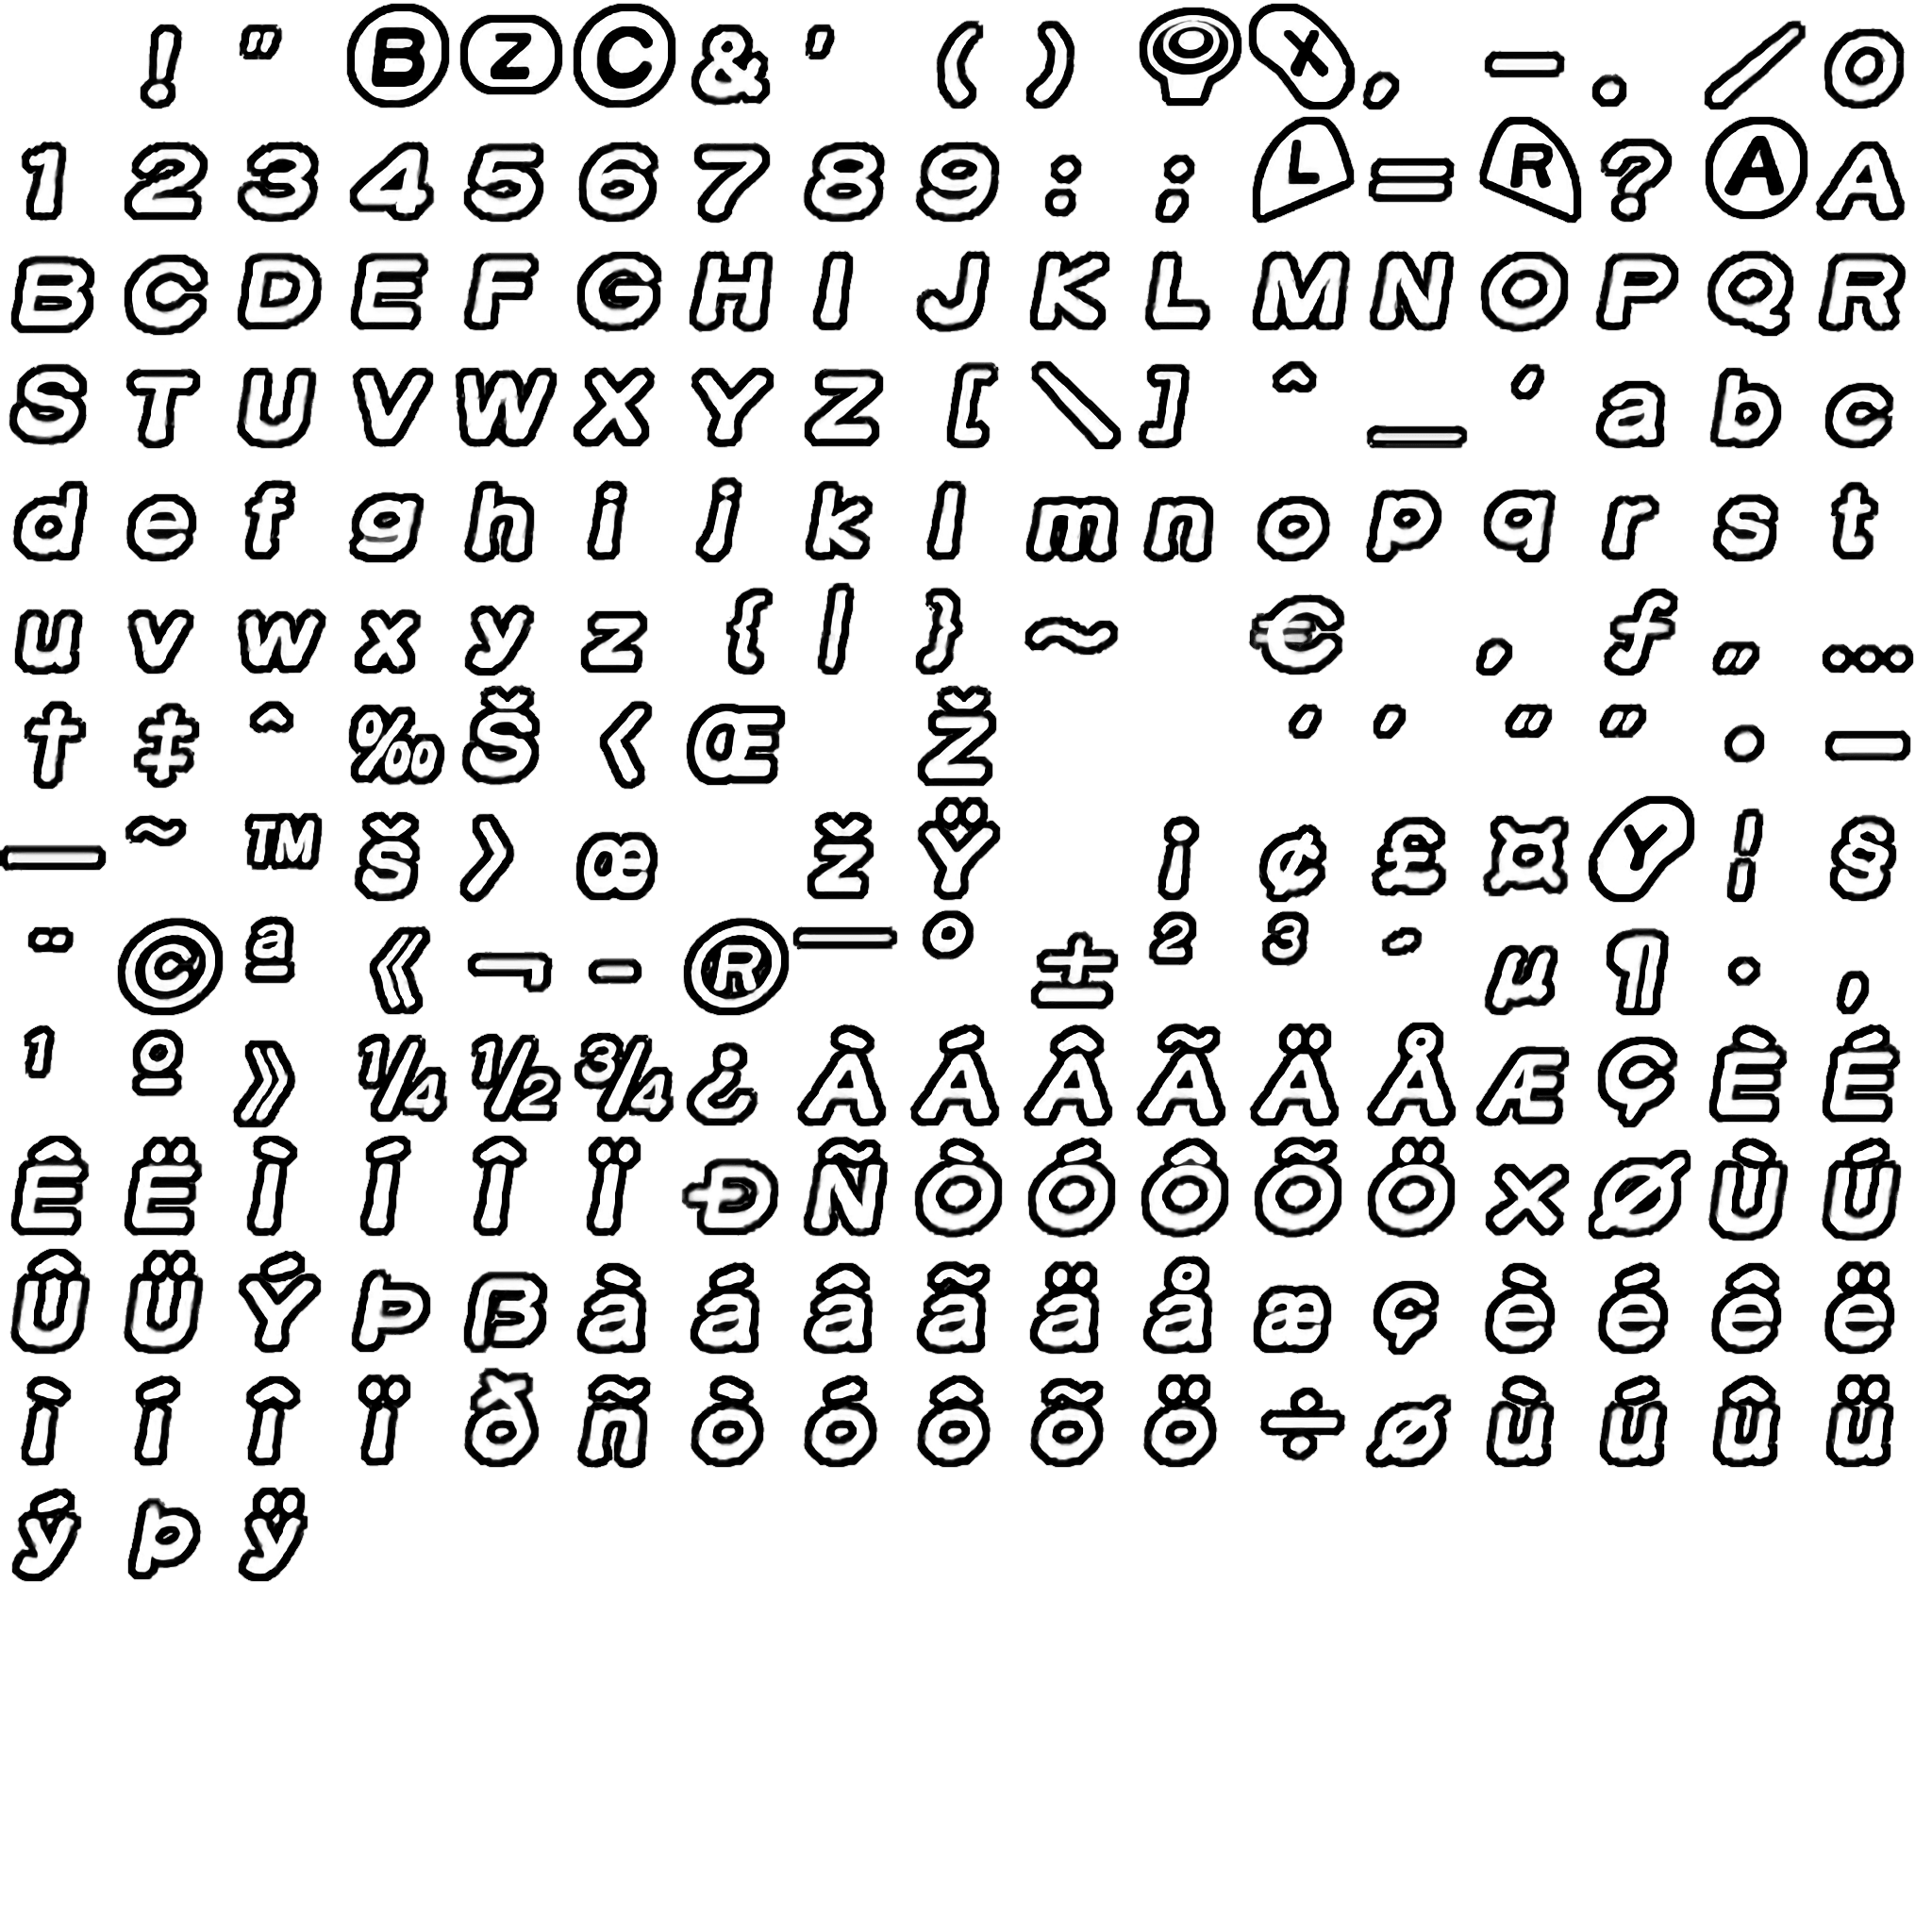 ! " B Z C & ' ( ) X , - . / 0
1 2 3 4 5 6 7 8 9 : ; L = R ? A A
B C D E F G H I J K L M N O P Q R
S T U V W X Y Z [ \ ] ^ _ ‘ a b c
d e f g h i j k l m n o p q r s t
u v w x y z { | } ~ € ‚ ƒ „ …
† ‡ ˆ ‰ Š ‹ Œ Ž ‘ ’ “ ” • –
— ˜ ™ š › œ ž Ÿ ¡ ¢ £ ¤ Y ¦ §
¨ © ª « ¬ - ® ¯ ° ± ² ³ ´ µ ¶ · ¸
¹ º » ¼ ½ ¾ ¿ À Á Â Ã Ä Å Æ Ç È É
Ê Ë Ì Í Î Ï Ð Ñ Ò Ó Ô Õ Ö × Ø Ù Ú
Û Ü Ý Þ ß à á â ã ä å æ ç è é ê ë
ì í î ï ð ñ ò ó ô õ ö ÷ ø ù ú û ü
ý þ ÿ